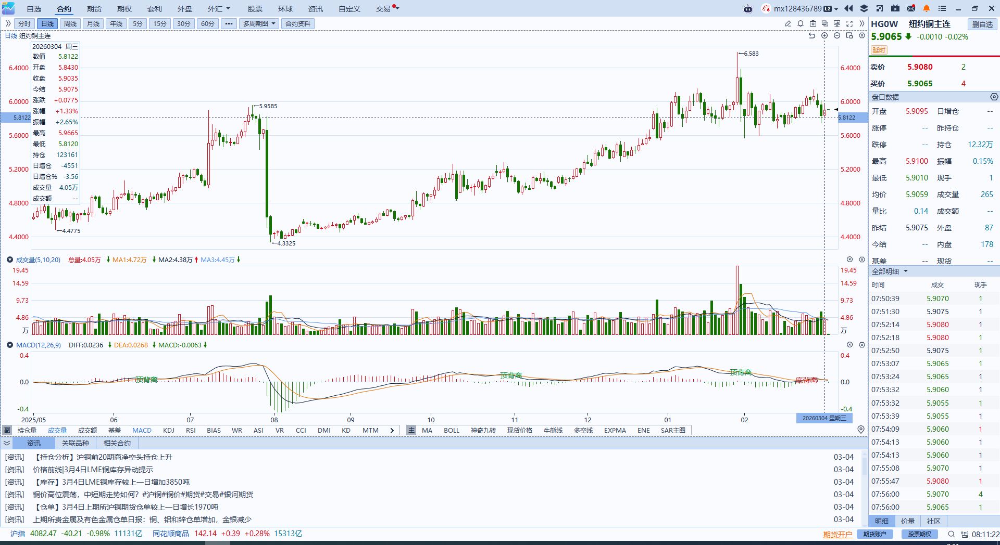 自选 合约 期货 期权 套利 外盘 外汇 股票 环球 资讯 自定义 交易 mx128436789 L2
分时 日线 周线 月线 年线 5分 15分 30分 60分 ••• 多周期图 合约资料
日线 纽约铜主连
20260304 周三
数值 5.8122
开盘 5.8430
收盘 5.9035
今结 5.9075
涨跌 +0.0775
涨幅 +1.33%
振幅 +2.65%
最高 5.9665
最低 5.8120
持仓 123161
日增仓 -4551
日增仓% -3.56
成交量 4.05万
成交额 --
6.4000 6.4000
6.0000 6.0000
5.8122 5.8122
5.6000 5.6000
5.2000 5.2000
4.8000 4.8000
4.4000 4.4000
6.583
5.9585
4.4775
4.3325
成交量(5,10,20) 总量:4.05万 MA1:4.72万 MA2:4.38万 MA3:4.45万
19.45 19.45
14.59 14.59
9.73 9.73
4.86 4.86
万 万
MACD(12,26,9) DIFF:0.0236 DEA:0.0268 MACD:-0.0063
0.4 0.4
顶背离 顶背离 顶背离 底背离
0.0 0.0
-0.4 -0.4
2025/05 06 07 08 09 10 11 12 01 02 20260304 星期三
副 持仓量 成交量 成交额 基差 MACD KDJ RSI BIAS WR ASI VR CCI DMI KD MTM 主 MA BOLL 神奇九转 现货价格 牛熊线 多空线 EXPMA ENE SAR主图
资讯 关联品种 相关合约
[资讯] 【持仓分析】沪铜前20期商净空头持仓上升 03-04
[资讯] 价格前线|3月4日LME铜库存异动提示 03-04
[资讯] 【库存】3月4日LME铜库存较上一日增加3850吨 03-04
[资讯] 铜价高位震荡，中短期走势如何？#沪铜#铜价#期货#交易#银河期货 03-04
[资讯] 【仓单】3月4日上期所沪铜期货仓单较上一日增长1970吨 03-04
[资讯] 上期所贵金属及有色金属仓单日报：铜、铝和锌仓单增加，金银减少 03-04
HG0W 纽约铜主连 删自选
5.9065 -0.0010 -0.02%
延时
卖价 5.9080 2
买价 5.9065 4
盘口数据
开盘 5.9095 日增仓 --
涨停 -- 昨持仓 --
跌停 -- 持仓 12.32万
最高 5.9100 振幅 0.15%
最低 5.9010 现手 1
均价 5.9059 成交量 265
量比 0.14 成交额 --
昨结 5.9075 外盘 87
今结 -- 内盘 178
基差 -- 现货 --
全部明细
时间 成交 现手
07:50:39 5.9070 1
07:51:30 5.9075 1
07:52:14 5.9080 1
07:52:18 5.9080 1
07:52:50 5.9075 1
07:53:07 5.9065 1
07:53:24 5.9065 1
07:53:32 5.9060 1
07:53:32 5.9055 1
07:53:39 5.9055 1
07:54:09 5.9060 1
07:54:13 5.9060 1
07:54:13 5.9060 1
07:55:08 5.9070 1
07:55:47 5.9080 1
07:56:00 5.9070 4
07:56:00 5.9065 1
明细 价量 社区
沪指 4082.47 -40.21 -0.98% 11131亿 同花顺商品 142.14 +0.39 +0.28% 15313亿 期货开户 期货账户 股票期权 08:11:22